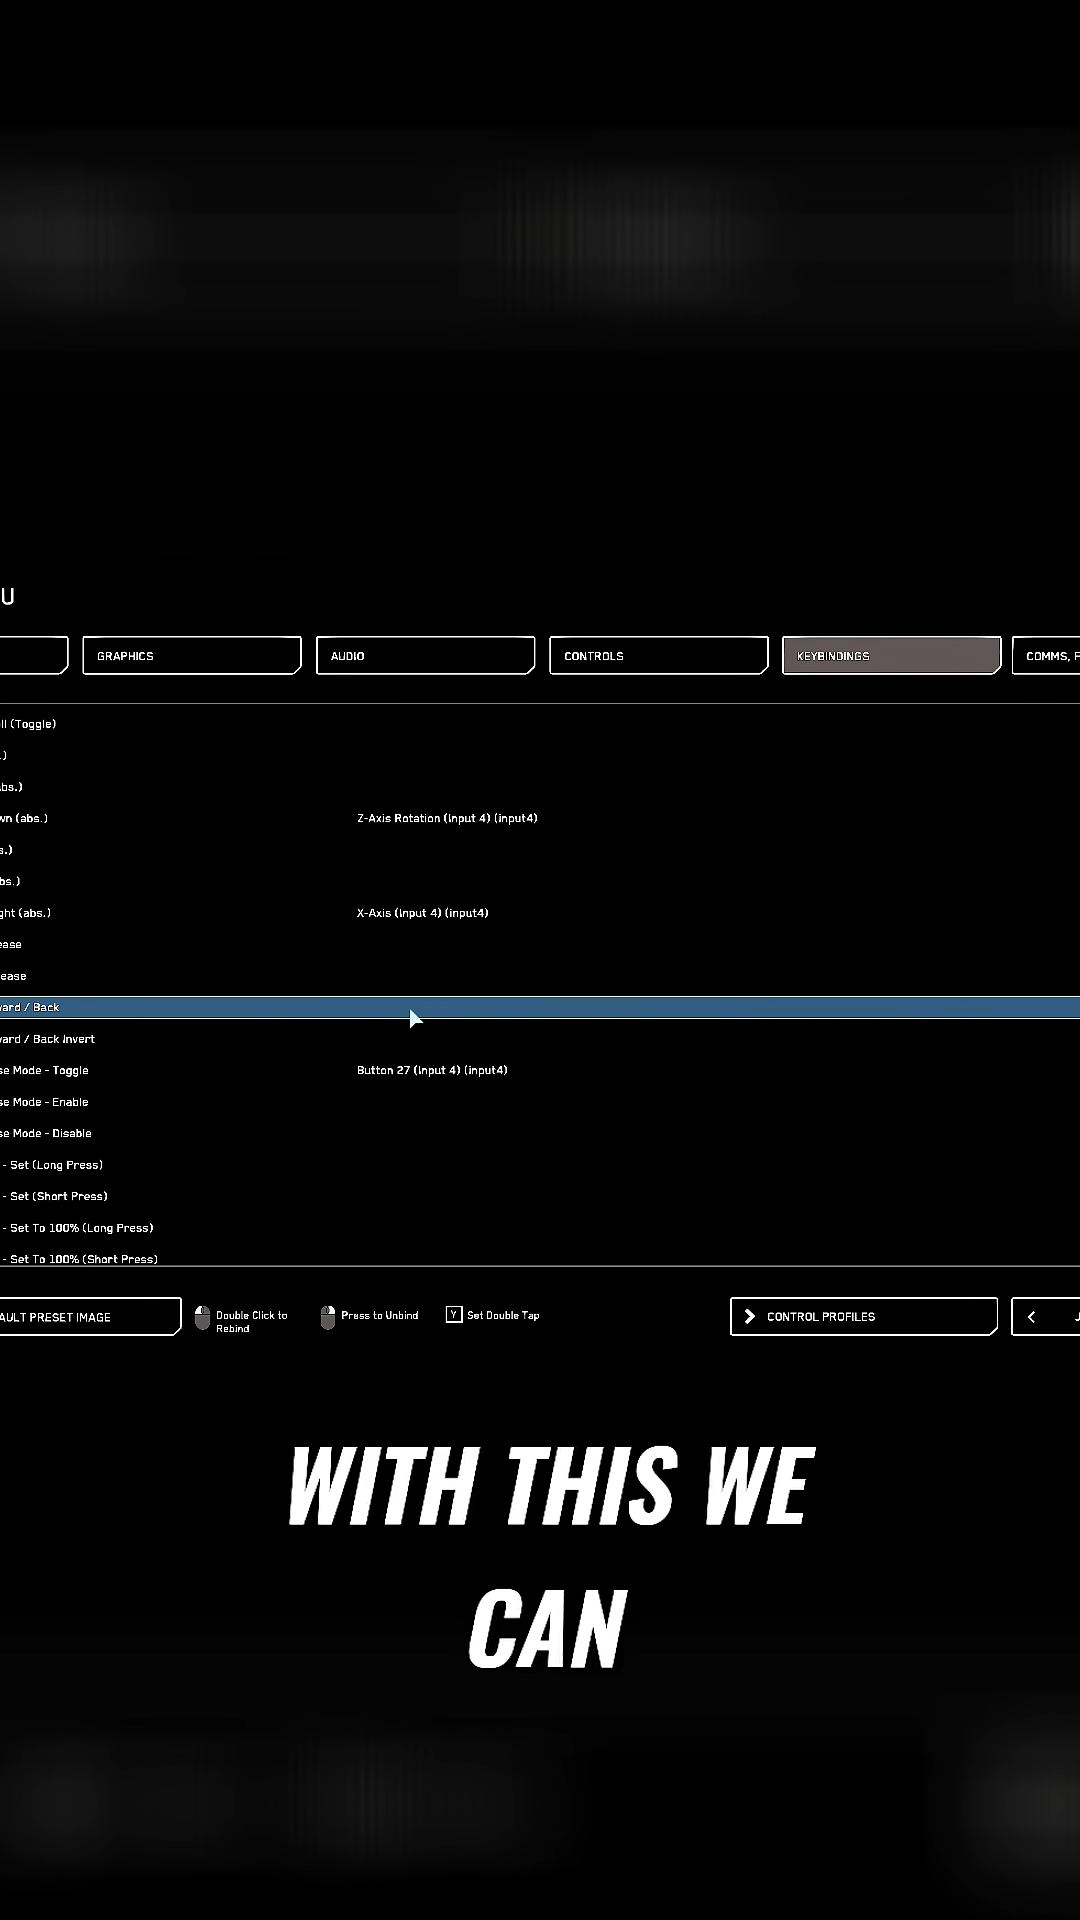 U
GRAPHICS
AUDIO
CONTROLS
KEYBINDINGS
COMMS, F
ll (Toggle)
.)
bs.)
wn (abs.) Z-Axis Rotation (Input 4) (input4)
s.)
bs.)
ght (abs.) X-Axis (Input 4) (input4)
ease
ease
vard / Back
vard / Back Invert
se Mode - Toggle Button 27 (Input 4) (input4)
se Mode - Enable
se Mode - Disable
- Set (Long Press)
- Set (Short Press)
- Set To 100% (Long Press)
- Set To 100% (Short Press)
AULT PRESET IMAGE
Double Click to
Rebind
Press to Unbind
Y Set Double Tap
CONTROL PROFILES
J
WITH THIS WE
CAN